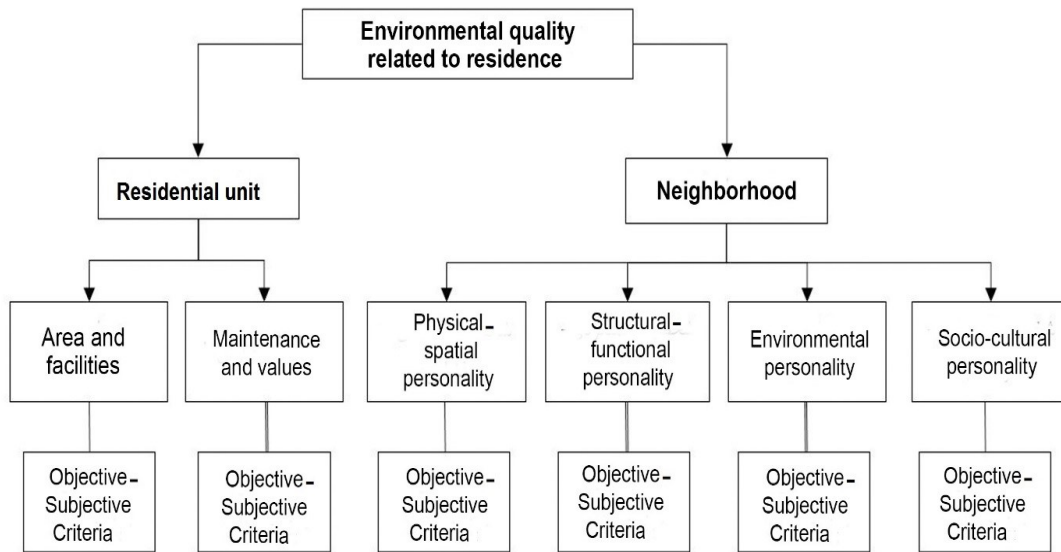 Environmental quality
related to residence
Residential unit
Neighborhood
Area and
facilities
Maintenance
and values
Physical–
spatial
personality
Structural–
functional
personality
Environmental
personality
Socio-cultural
personality
Objective–
Subjective
Criteria
Objective–
Subjective
Criteria
Objective–
Subjective
Criteria
Objective–
Subjective
Criteria
Objective–
Subjective
Criteria
Objective–
Subjective
Criteria